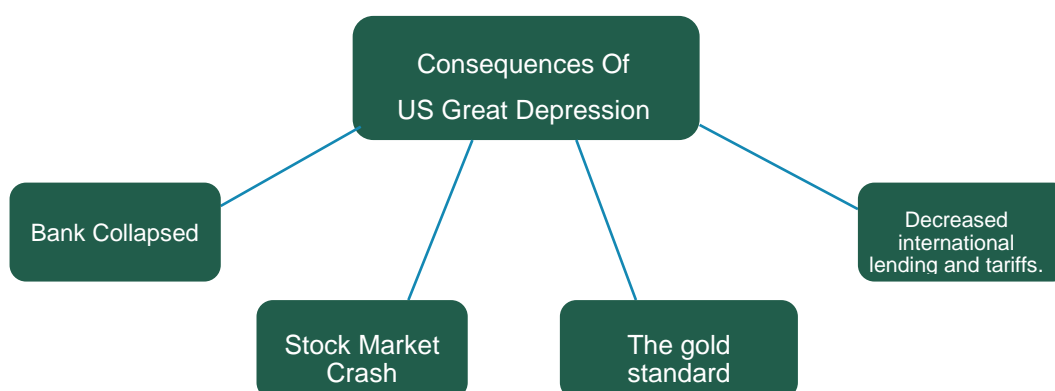 Consequences Of
US Great Depression
Bank Collapsed
Decreased
international
lending and tariffs.
Stock Market
Crash
The gold
standard